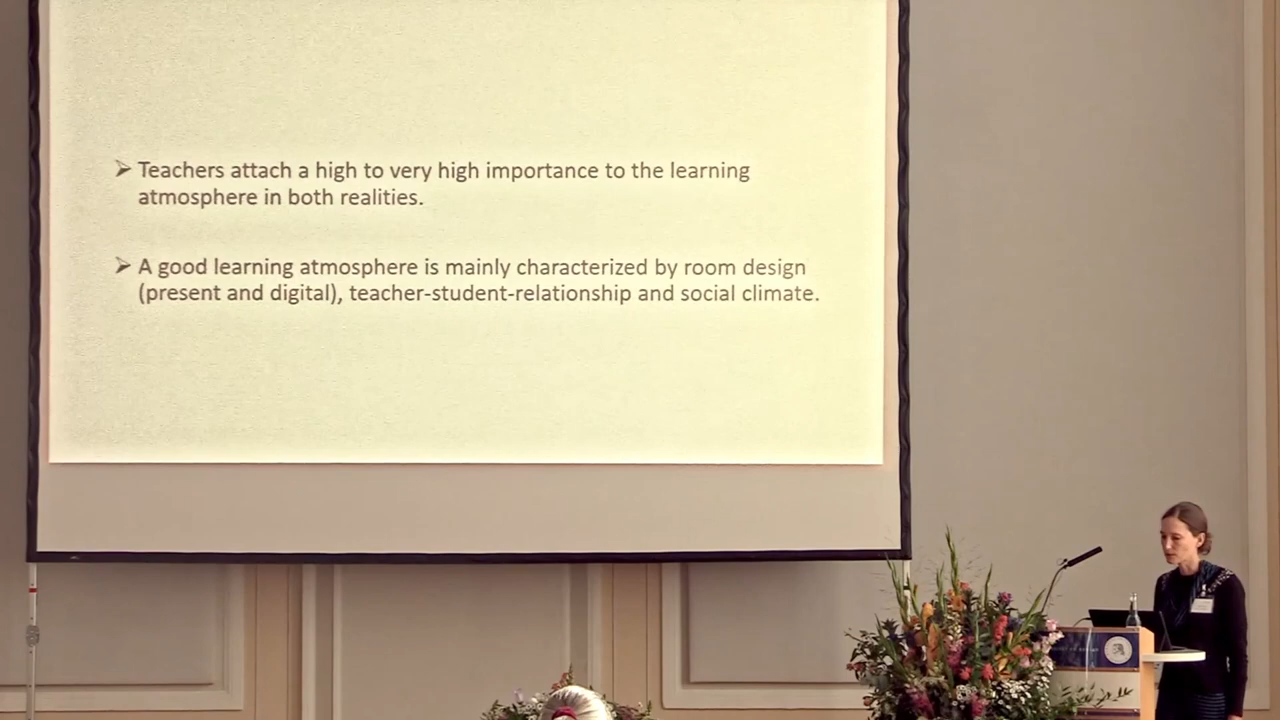 ➢ Teachers attach a high to very high importance to the learning
atmosphere in both realities.
➢ A good learning atmosphere is mainly characterized by room design
(present and digital), teacher-student-relationship and social climate.